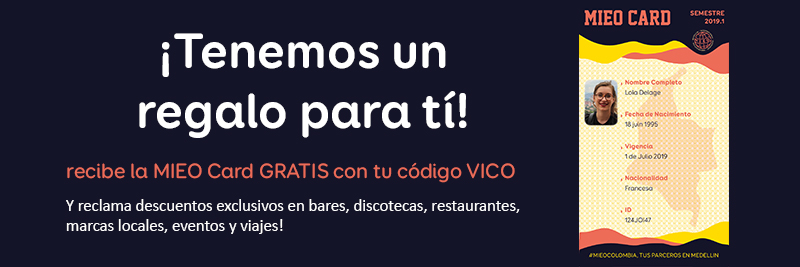 ¡Tenemos un
regalo para tí!
recibe la MIEO Card GRATIS con tu código VICO
Y reclama descuentos exclusivos en bares, discotecas, restaurantes,
marcas locales, eventos y viajes!
MIEO CARD
SEMESTRE
2019.1
Nombre Completo
Lola Delage
Fecha de Nacimiento
18 juin 1995
Vigencia
1 de Julio 2019
Nacionalidad
Francesa
ID
124JOI47
#MIEOCOLOMBIA, TUS PARCEROS EN MEDELLIN